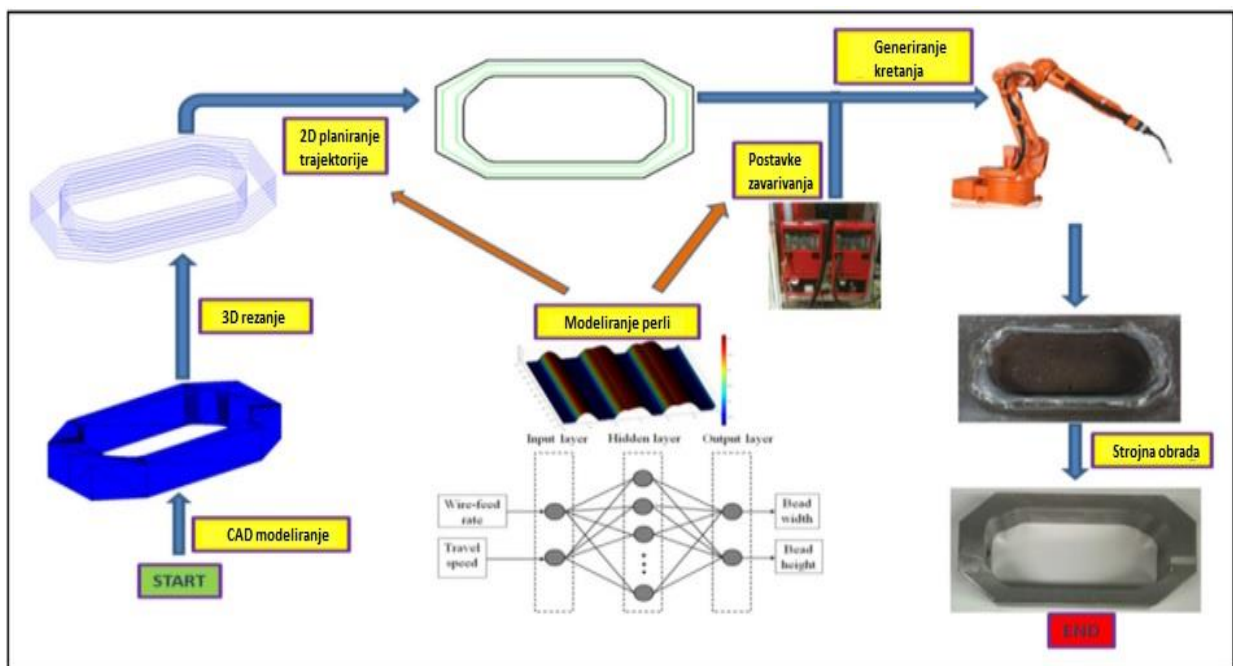 Generiranje
kretanja
2D planiranje
trajektorije
Postavke
zavarivanja
3D rezanje
Modeliranje perli
Input layer
Hidden layer
Output layer
Strojna obrada
Wire-feed
rate
Bead
width
CAD modeliranje
Travel
speed
Bead
height
START
END